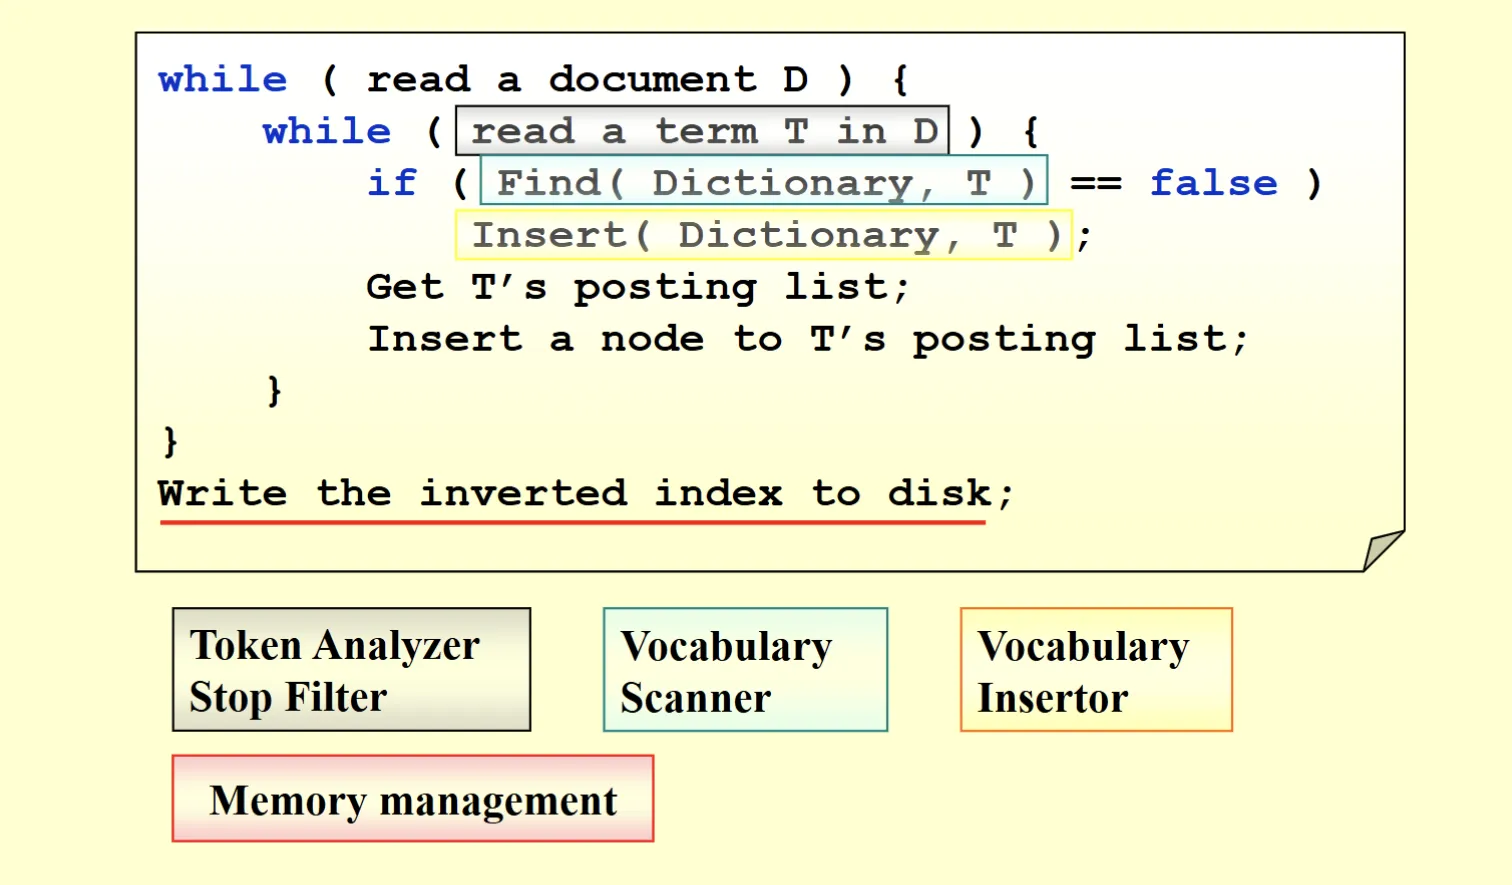 while ( read a document D ) {
    while ( read a term T in D ) {
        if ( Find( Dictionary, T ) == false )
            Insert( Dictionary, T );
        Get T’s posting list;
        Insert a node to T’s posting list;
    }
}
Write the inverted index to disk;
Token Analyzer
Stop Filter
Vocabulary
Scanner
Vocabulary
Insertor
Memory management